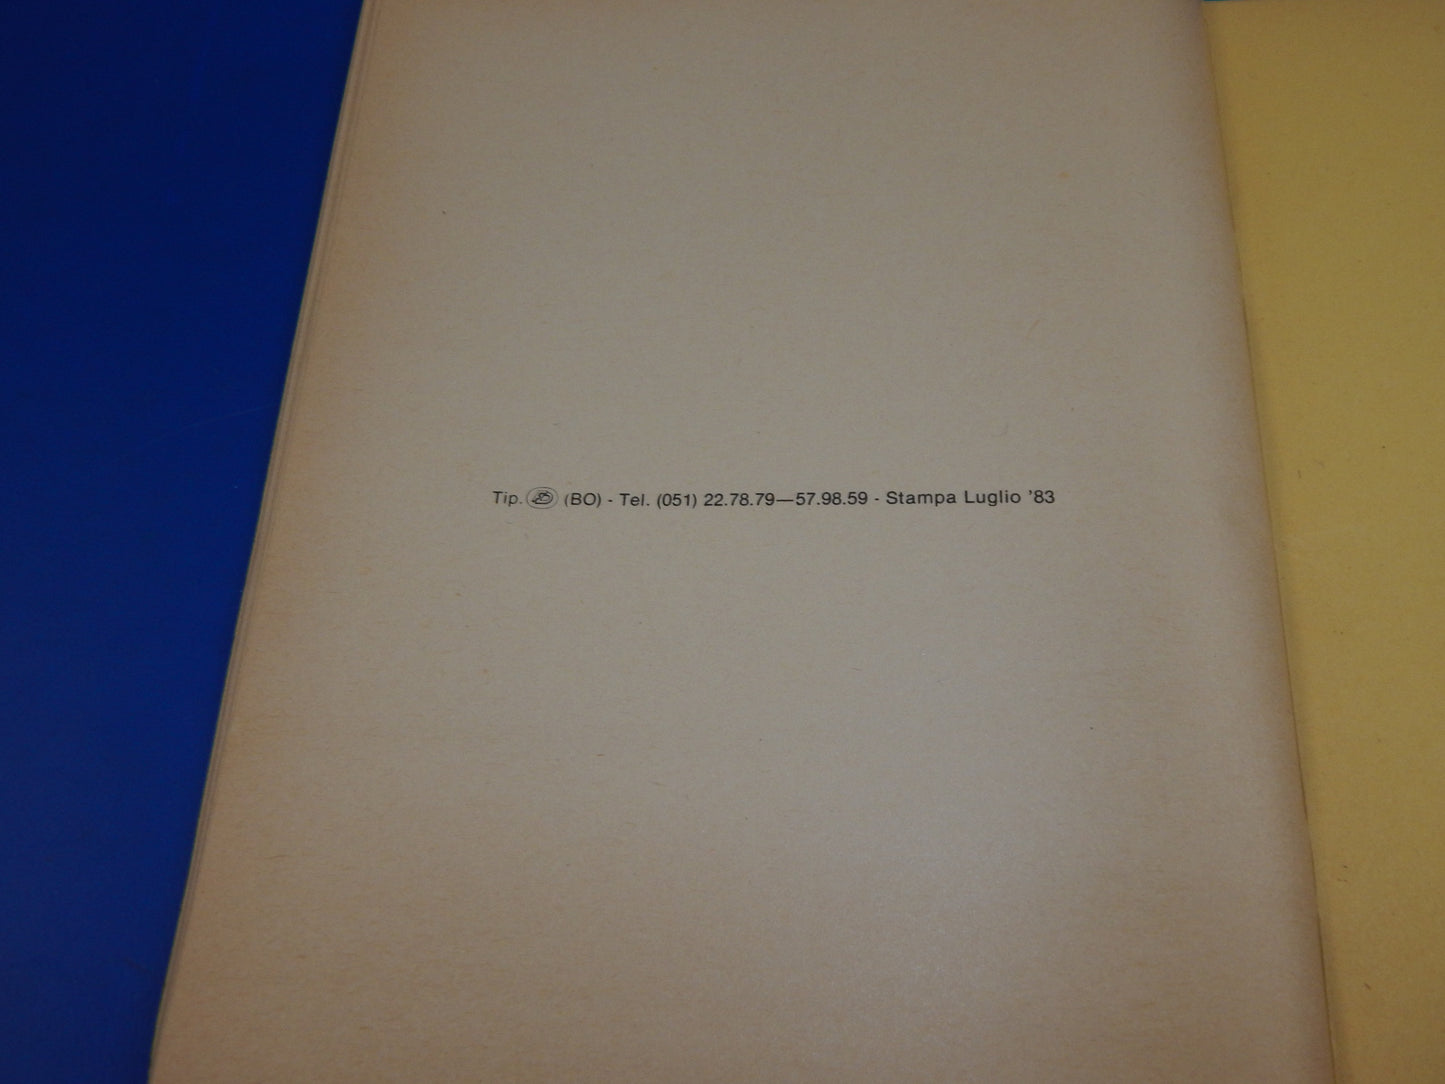 Tip. (BO) - Tel. (051) 22.78.79—57.98.59 - Stampa Luglio '83